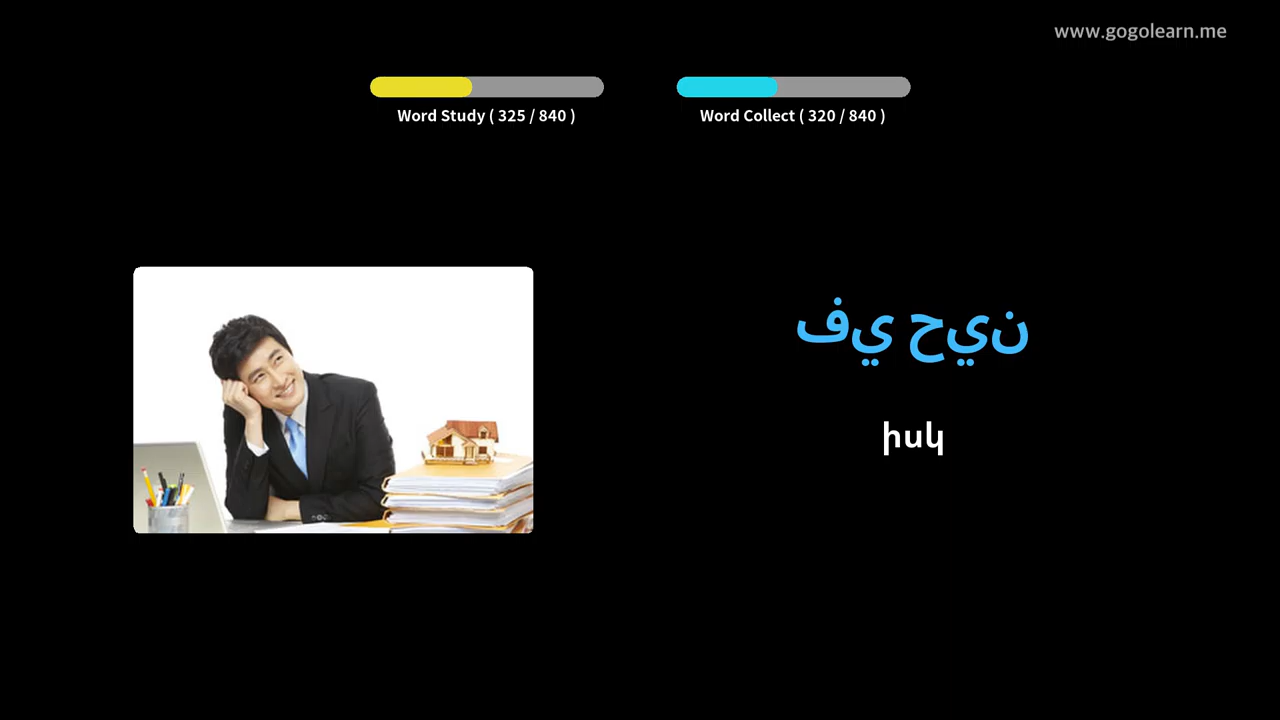 www.gogolearn.me
Word Study ( 325 / 840 )
Word Collect ( 320 / 840 )
في حين
իսկ